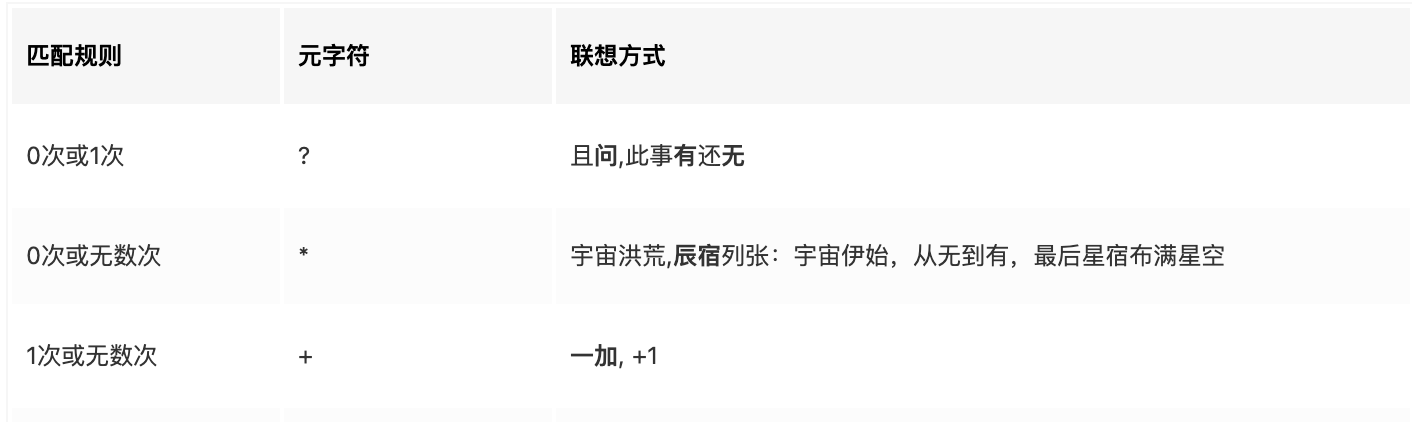 匹配规则 元字符 联想方式
0次或1次 ? 且问,此事有还无
0次或无数次 * 宇宙洪荒,辰宿列张：宇宙伊始，从无到有，最后星宿布满星空
1次或无数次 + 一加, +1